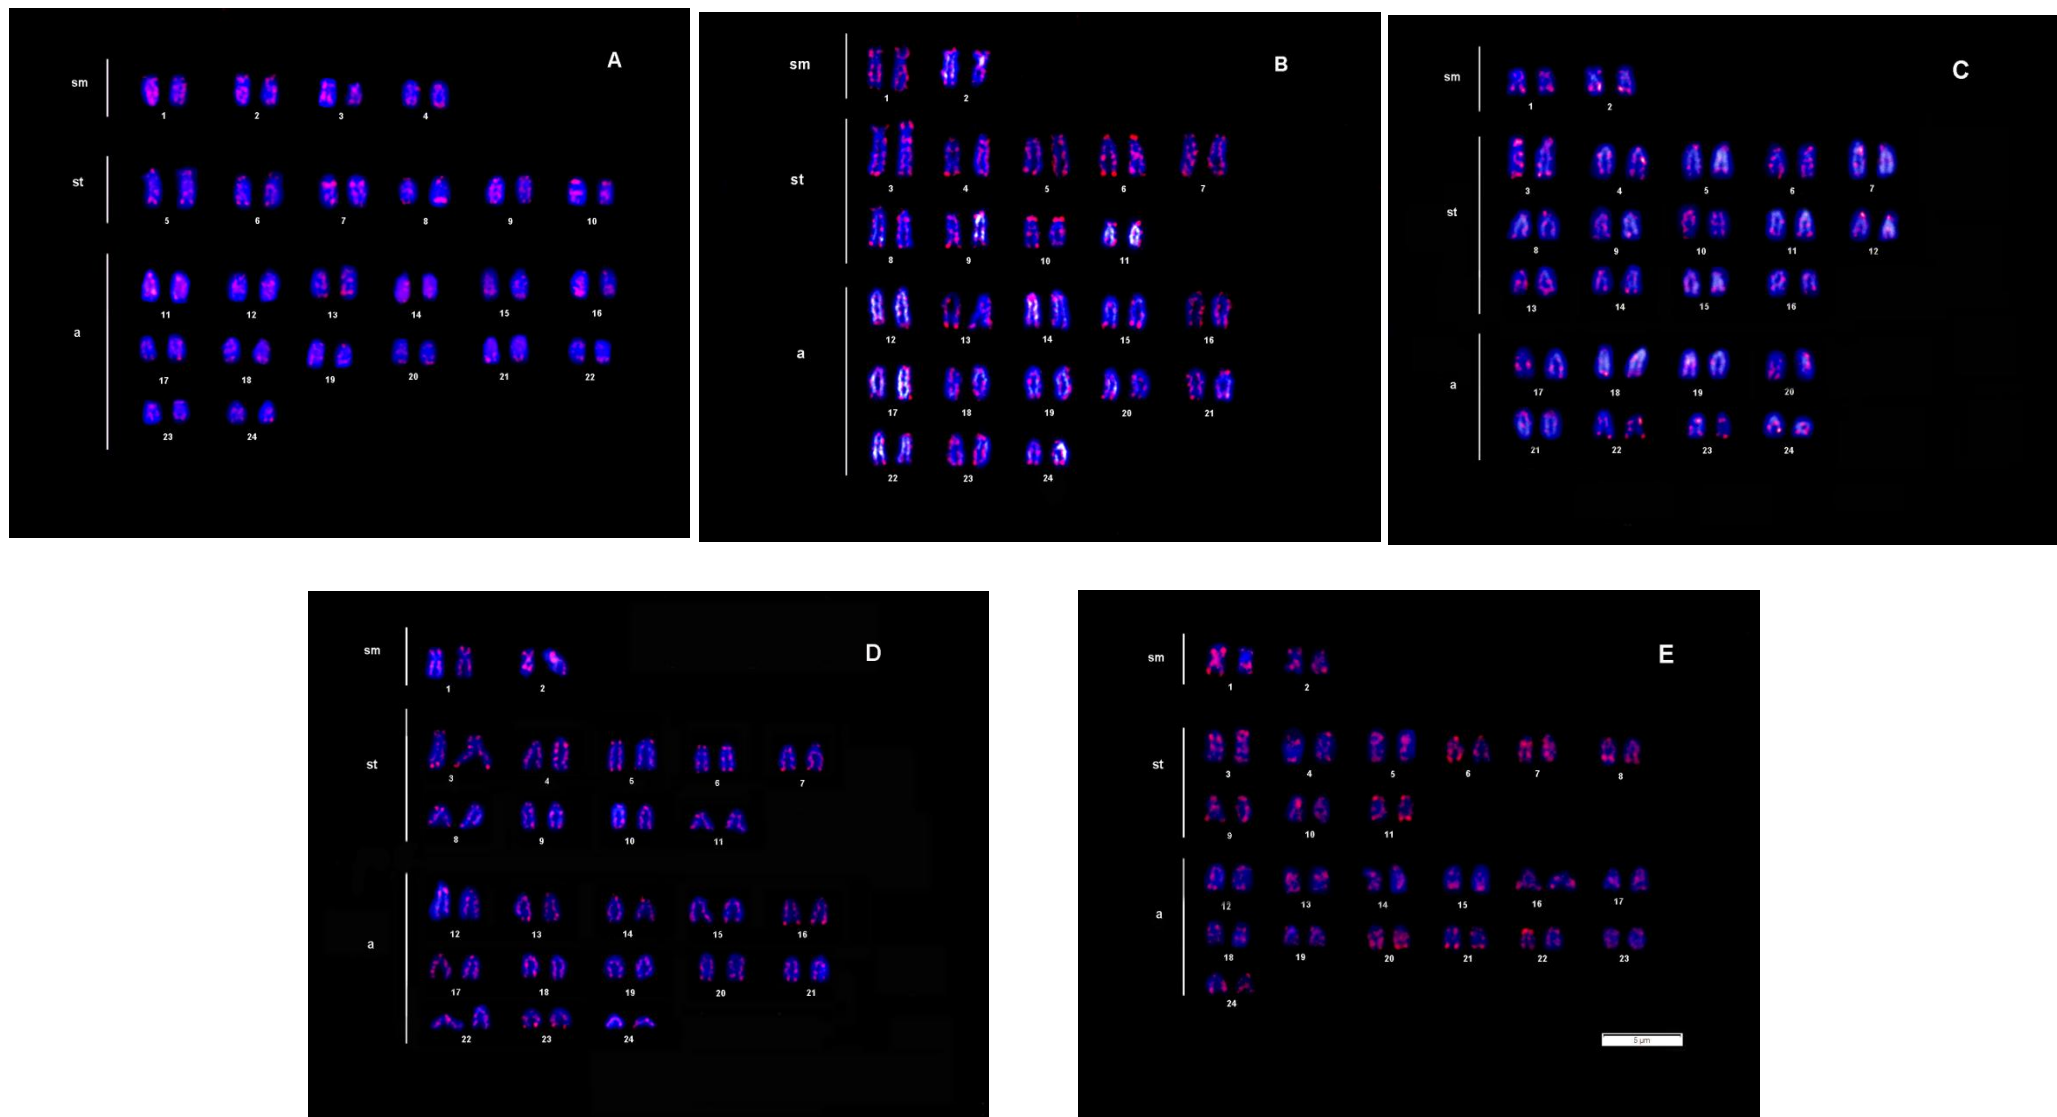 A
sm
1 2 3 4
st
5 6 7 8 9 10
a
11 12 13 14 15 16
17 18 19 20 21 22
23 24
B
sm
1 2
st
3 4 5 6 7
8 9 10 11
a
12 13 14 15 16
17 18 19 20 21
22 23 24
C
sm
1 2
st
3 4 5 6 7
8 9 10 11 12
13 14 15 16
a
17 18 19 20
21 22 23 24
D
sm
1 2
st
3 4 5 6 7
8 9 10 11
a
12 13 14 15 16
17 18 19 20 21
22 23 24
E
sm
1 2
st
3 4 5 6 7 8
9 10 11
a
12 13 14 15 16 17
18 19 20 21 22 23
24
5 µm